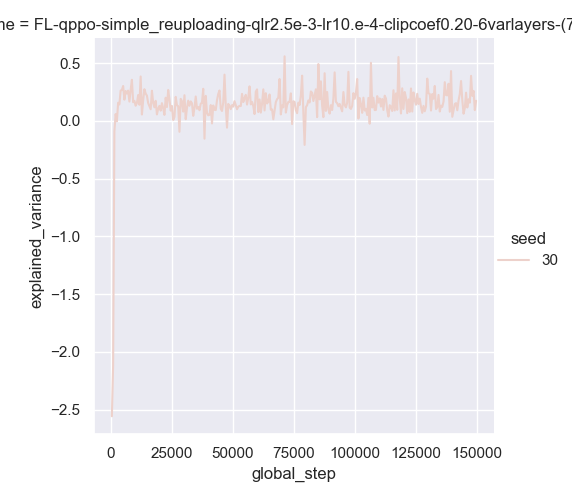 ne = FL-qppo-simple_reuploading-qlr2.5e-3-lr10.e-4-clipcoef0.20-6varlayers-(7
0.5
0.0
−0.5
−1.0
−1.5
−2.0
−2.5
explained_variance
0 25000 50000 75000 100000 125000 150000
global_step
seed
30